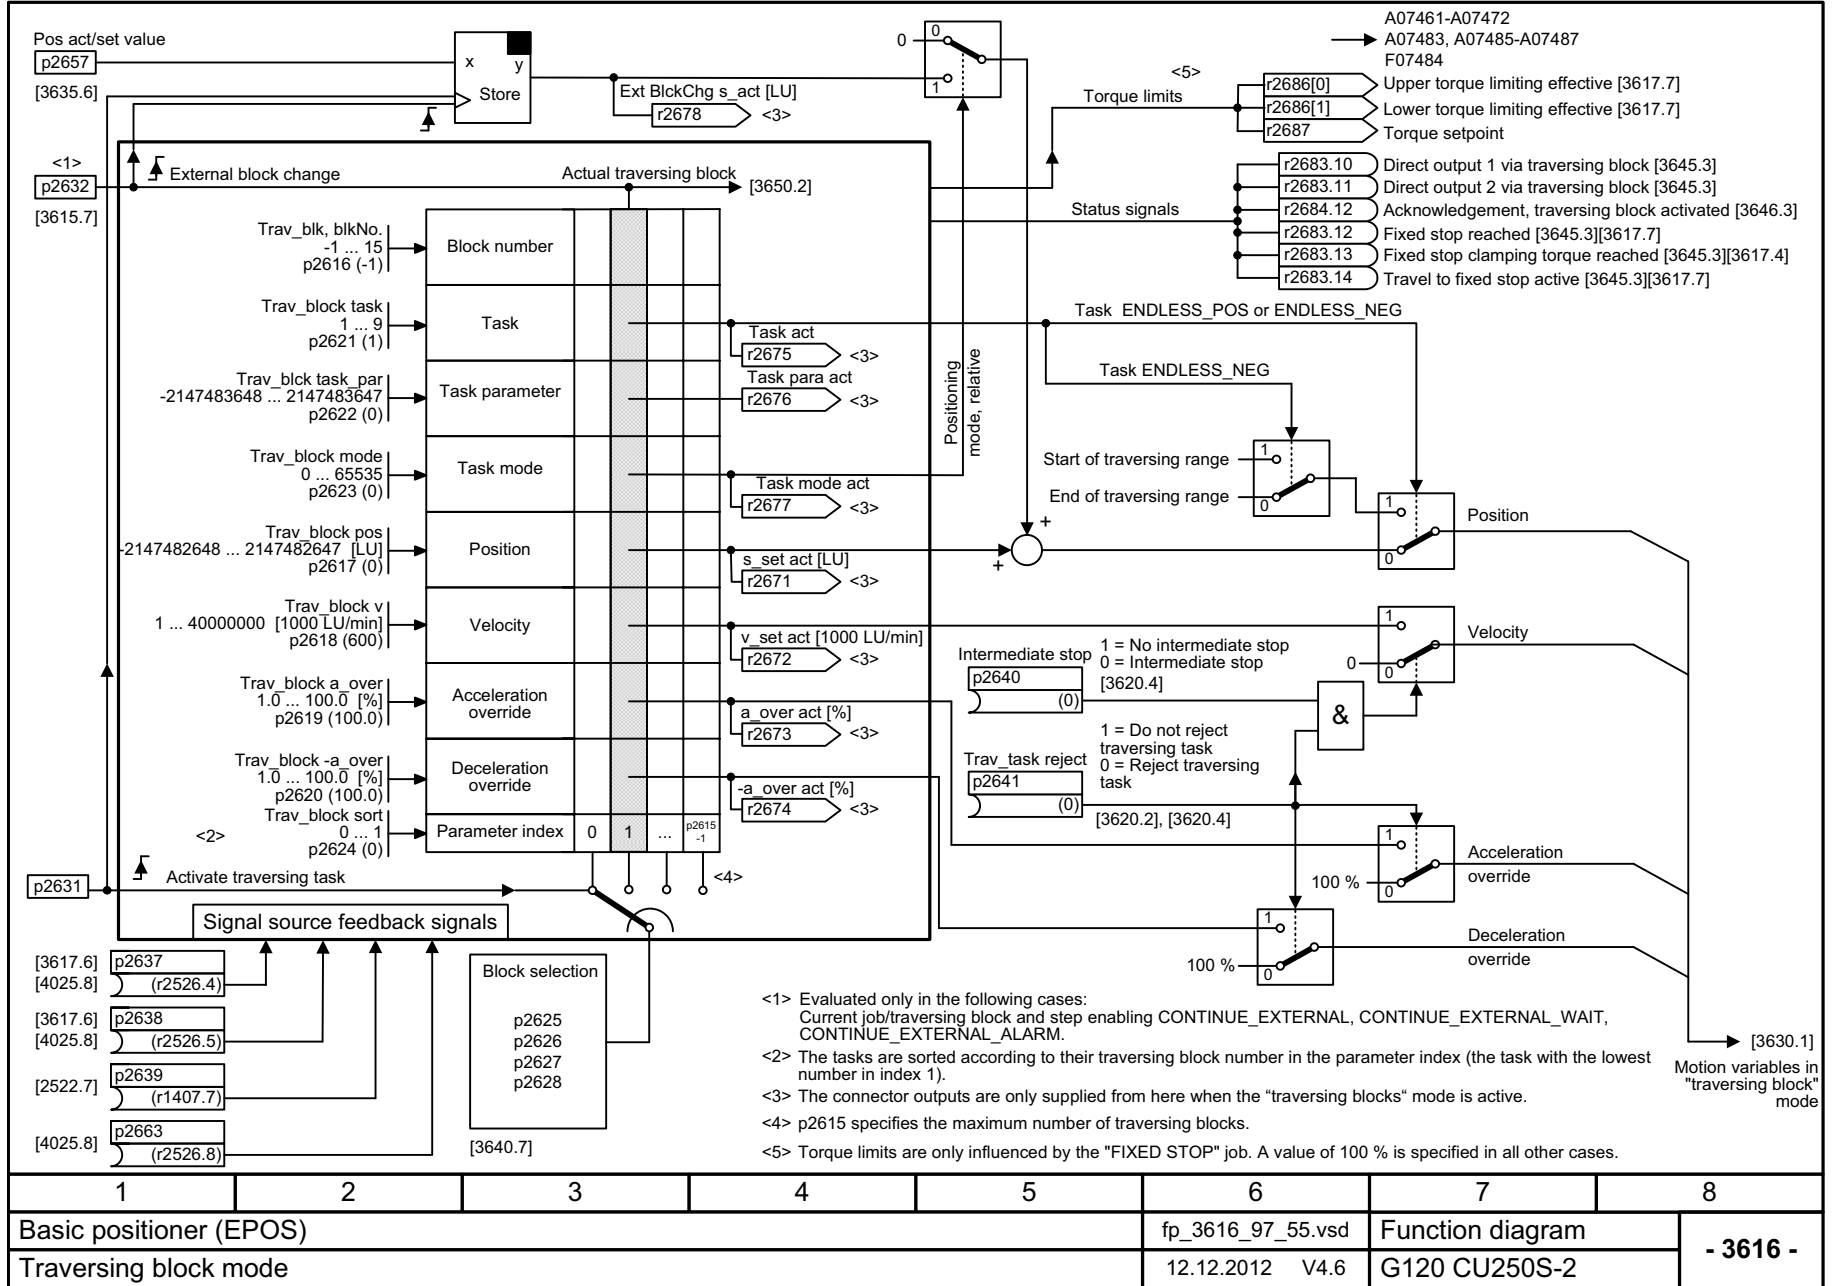 Pos act/set value
p2657
[3635.6]
x
y
Store
Ext BlckChg s_act [LU]
r2678
<3>
0
0
1
A07461-A07472
A07483, A07485-A07487
F07484
<5>
Torque limits
r2686[0]
Upper torque limiting effective [3617.7]
r2686[1]
Lower torque limiting effective [3617.7]
r2687
Torque setpoint
<1>
p2632
[3615.7]
External block change
Actual traversing block
[3650.2]
Status signals
r2683.10
Direct output 1 via traversing block [3645.3]
r2683.11
Direct output 2 via traversing block [3645.3]
r2684.12
Acknowledgement, traversing block activated [3646.3]
r2683.12
Fixed stop reached [3645.3][3617.7]
r2683.13
Fixed stop clamping torque reached [3645.3][3617.4]
r2683.14
Travel to fixed stop active [3645.3][3617.7]
Trav_blk, blkNo.
-1 ... 15
p2616 (-1)
Block number
Trav_block task
1 ... 9
p2621 (1)
Task
Task act
r2675
<3>
Trav_blck task_par
-2147483648 ... 2147483647
p2622 (0)
Task parameter
Task para act
r2676
<3>
Trav_block mode
0 ... 65535
p2623 (0)
Task mode
Task mode act
r2677
<3>
Positioning
mode, relative
Task ENDLESS_POS or ENDLESS_NEG
Task ENDLESS_NEG
Start of traversing range
End of traversing range
1
0
1
0
Position
Trav_block pos
-2147482648 ... 2147482647 [LU]
p2617 (0)
Position
s_set act [LU]
r2671
<3>
+
+
Trav_block v
1 ... 40000000 [1000 LU/min]
p2618 (600)
Velocity
v_set act [1000 LU/min]
r2672
<3>
Intermediate stop
p2640
(0)
1 = No intermediate stop
0 = Intermediate stop
[3620.4]
1
0
0
Velocity
&
Trav_block a_over
1.0 ... 100.0 [%]
p2619 (100.0)
Acceleration
override
a_over act [%]
r2673
<3>
Trav_task reject
p2641
(0)
1 = Do not reject
traversing task
0 = Reject traversing
task
[3620.2], [3620.4]
Trav_block -a_over
1.0 ... 100.0 [%]
p2620 (100.0)
Deceleration
override
-a_over act [%]
r2674
<3>
Trav_block sort
0 ... 1
p2624 (0)
<2>
Parameter index
0
1
...
p2615
-1
<4>
1
100 %
0
Acceleration
override
p2631
Activate traversing task
Signal source feedback signals
1
100 %
0
Deceleration
override
[3617.6]
[4025.8]
p2637
(r2526.4)
[3617.6]
[4025.8]
p2638
(r2526.5)
[2522.7]
p2639
(r1407.7)
[4025.8]
p2663
(r2526.8)
Block selection
p2625
p2626
p2627
p2628
[3640.7]
<1> Evaluated only in the following cases:
Current job/traversing block and step enabling CONTINUE_EXTERNAL, CONTINUE_EXTERNAL_WAIT,
CONTINUE_EXTERNAL_ALARM.
<2> The tasks are sorted according to their traversing block number in the parameter index (the task with the lowest
number in index 1).
<3> The connector outputs are only supplied from here when the “traversing blocks“ mode is active.
<4> p2615 specifies the maximum number of traversing blocks.
<5> Torque limits are only influenced by the "FIXED STOP" job. A value of 100 % is specified in all other cases.
[3630.1]
Motion variables in
"traversing block"
mode
1 2 3 4 5 6 7 8
Basic positioner (EPOS)
fp_3616_97_55.vsd
Function diagram
- 3616 -
Traversing block mode
12.12.2012 V4.6
G120 CU250S-2